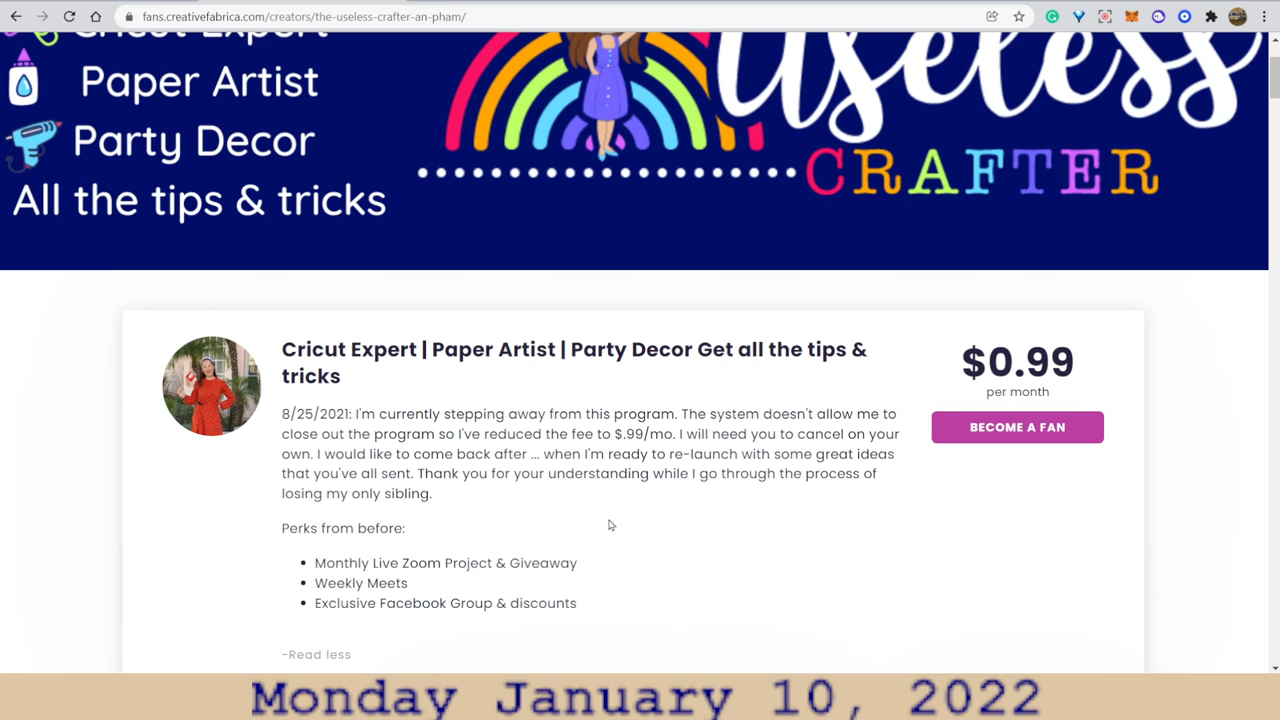 fans.creativefabrica.com/creators/the-useless-crafter-an-pham/
Cricut Expert
Paper Artist
Party Decor
All the tips & tricks
Useless
CRAFTER
Cricut Expert | Paper Artist | Party Decor Get all the tips &
tricks
8/25/2021: I'm currently stepping away from this program. The system doesn't allow me to
close out the program so I've reduced the fee to $.99/mo. I will need you to cancel on your
own. I would like to come back after ... when I'm ready to re-launch with some great ideas
that you've all sent. Thank you for your understanding while I go through the process of
losing my only sibling.
Perks from before:
• Monthly Live Zoom Project & Giveaway
• Weekly Meets
• Exclusive Facebook Group & discounts
-Read less
$0.99
per month
BECOME A FAN
Monday January 10, 2022